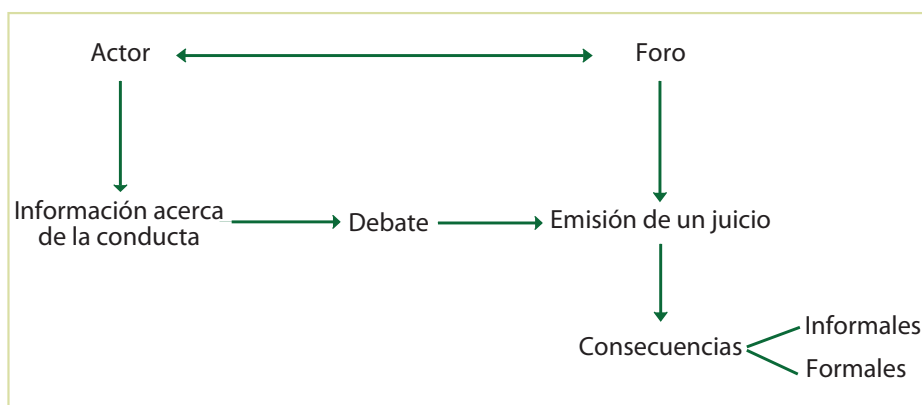 Actor
Foro
Información acerca
de la conducta
Debate
Emisión de un juicio
Consecuencias
Informales
Formales